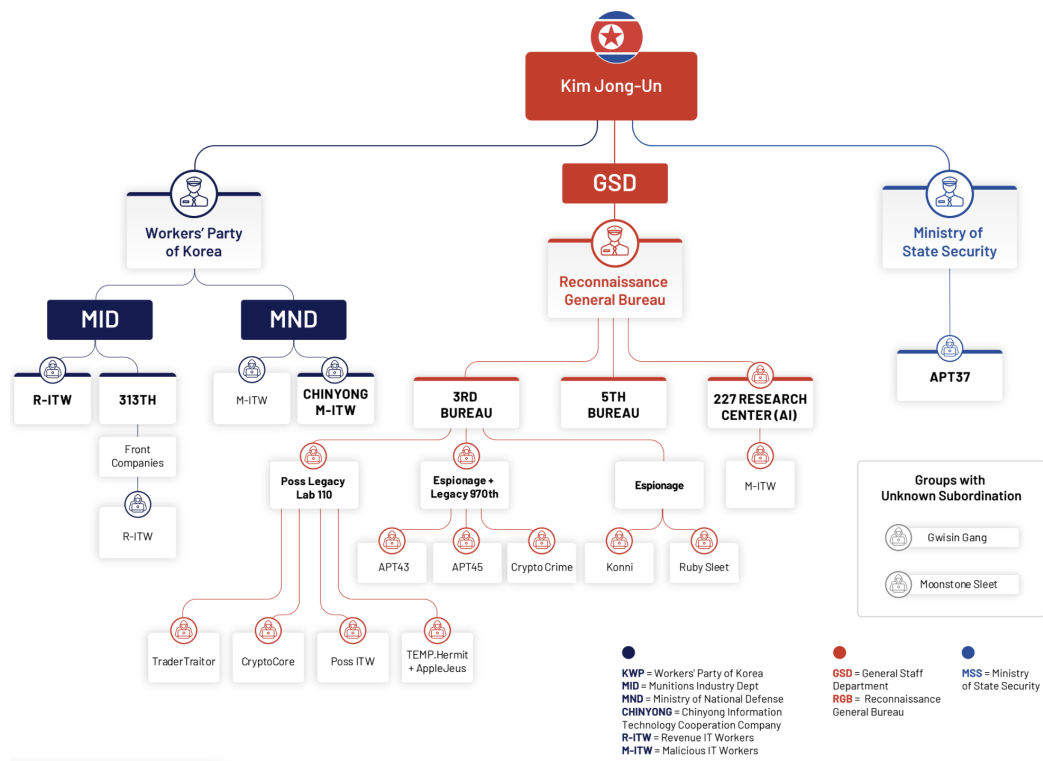 Kim Jong-Un
GSD
Workers' Party
of Korea
Reconnaissance
General Bureau
Ministry of
State Security
MID
MND
R-ITW
313TH
M-ITW
CHINYONG
M-ITW
3RD
BUREAU
5TH
BUREAU
227 RESEARCH
CENTER (AI)
APT37
Front
Companies
R-ITW
Poss Legacy
Lab 110
Espionage +
Legacy 970th
Espionage
M-ITW
APT43
APT45
Crypto Crime
Konni
Ruby Sleet
TraderTraitor
CryptoCore
Poss ITW
TEMP.Hermit
+ AppleJeus
Groups with
Unknown Subordination
Gwisin Gang
Moonstone Sleet
KWP = Workers' Party of Korea
MID = Munitions Industry Dept
MND = Ministry of National Defense
CHINYONG = Chinyong Information
Technology Cooperation Company
R-ITW = Revenue IT Workers
M-ITW = Malicious IT Workers
GSD = General Staff
Department
RGB = Reconnaissance
General Bureau
MSS = Ministry
of State Security